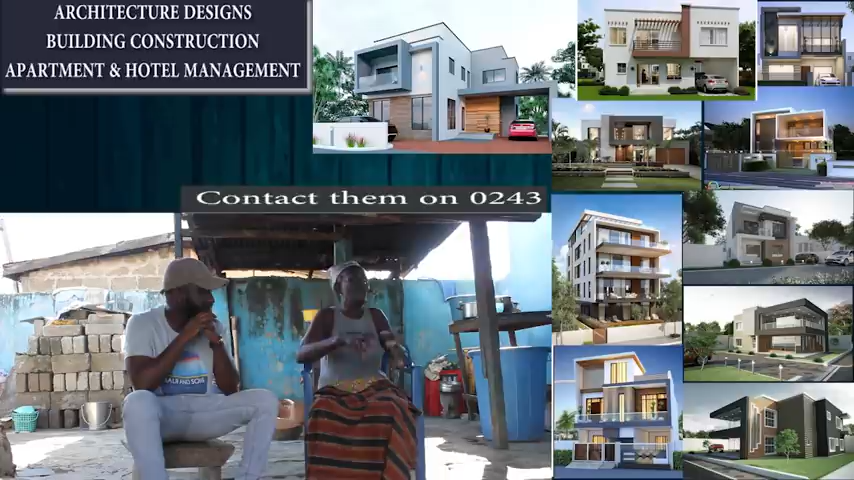 ARCHITECTURE DESIGNS
BUILDING CONSTRUCTION
APARTMENT & HOTEL MANAGEMENT
Contact them on 0243